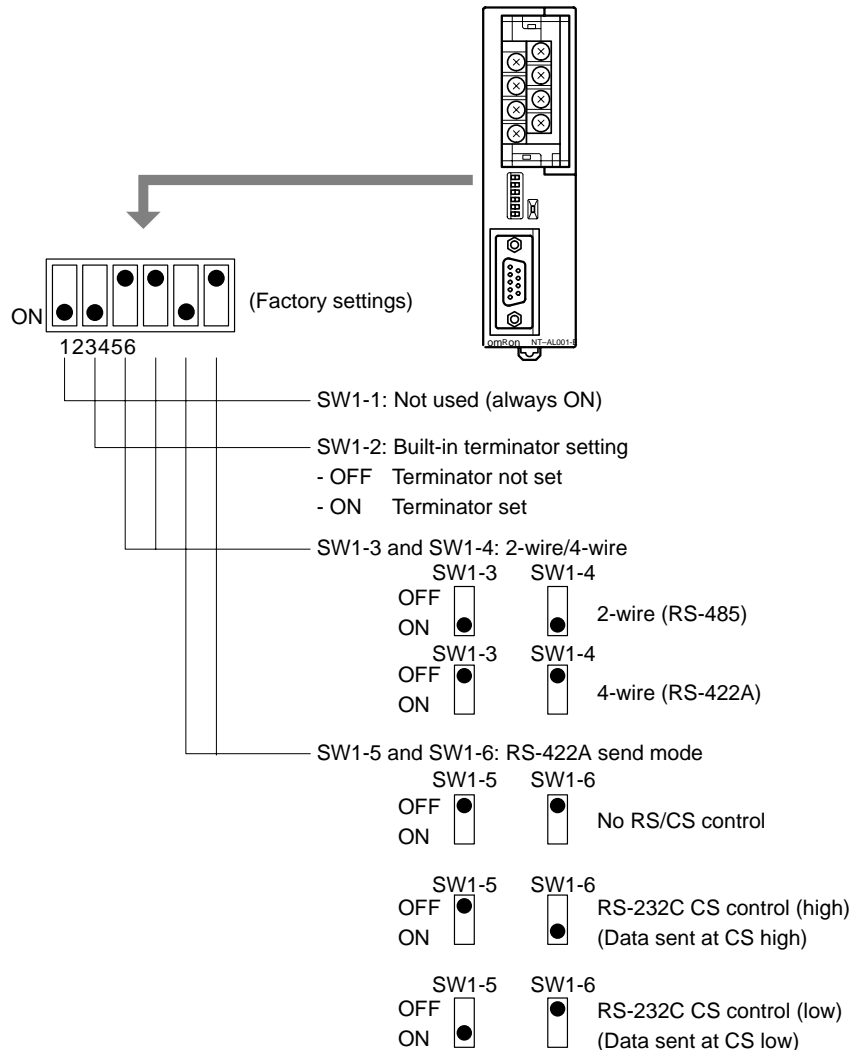 omRon NT–AL001-E
ON
(Factory settings)
123456
SW1-1: Not used (always ON)
SW1-2: Built-in terminator setting
- OFF Terminator not set
- ON Terminator set
SW1-3 and SW1-4: 2-wire/4-wire
SW1-3 SW1-4
OFF
ON
2-wire (RS-485)
SW1-3 SW1-4
OFF
ON
4-wire (RS-422A)
SW1-5 and SW1-6: RS-422A send mode
SW1-5 SW1-6
OFF
ON
No RS/CS control
SW1-5 SW1-6
OFF RS-232C CS control (high)
ON (Data sent at CS high)
SW1-5 SW1-6
OFF RS-232C CS control (low)
ON (Data sent at CS low)